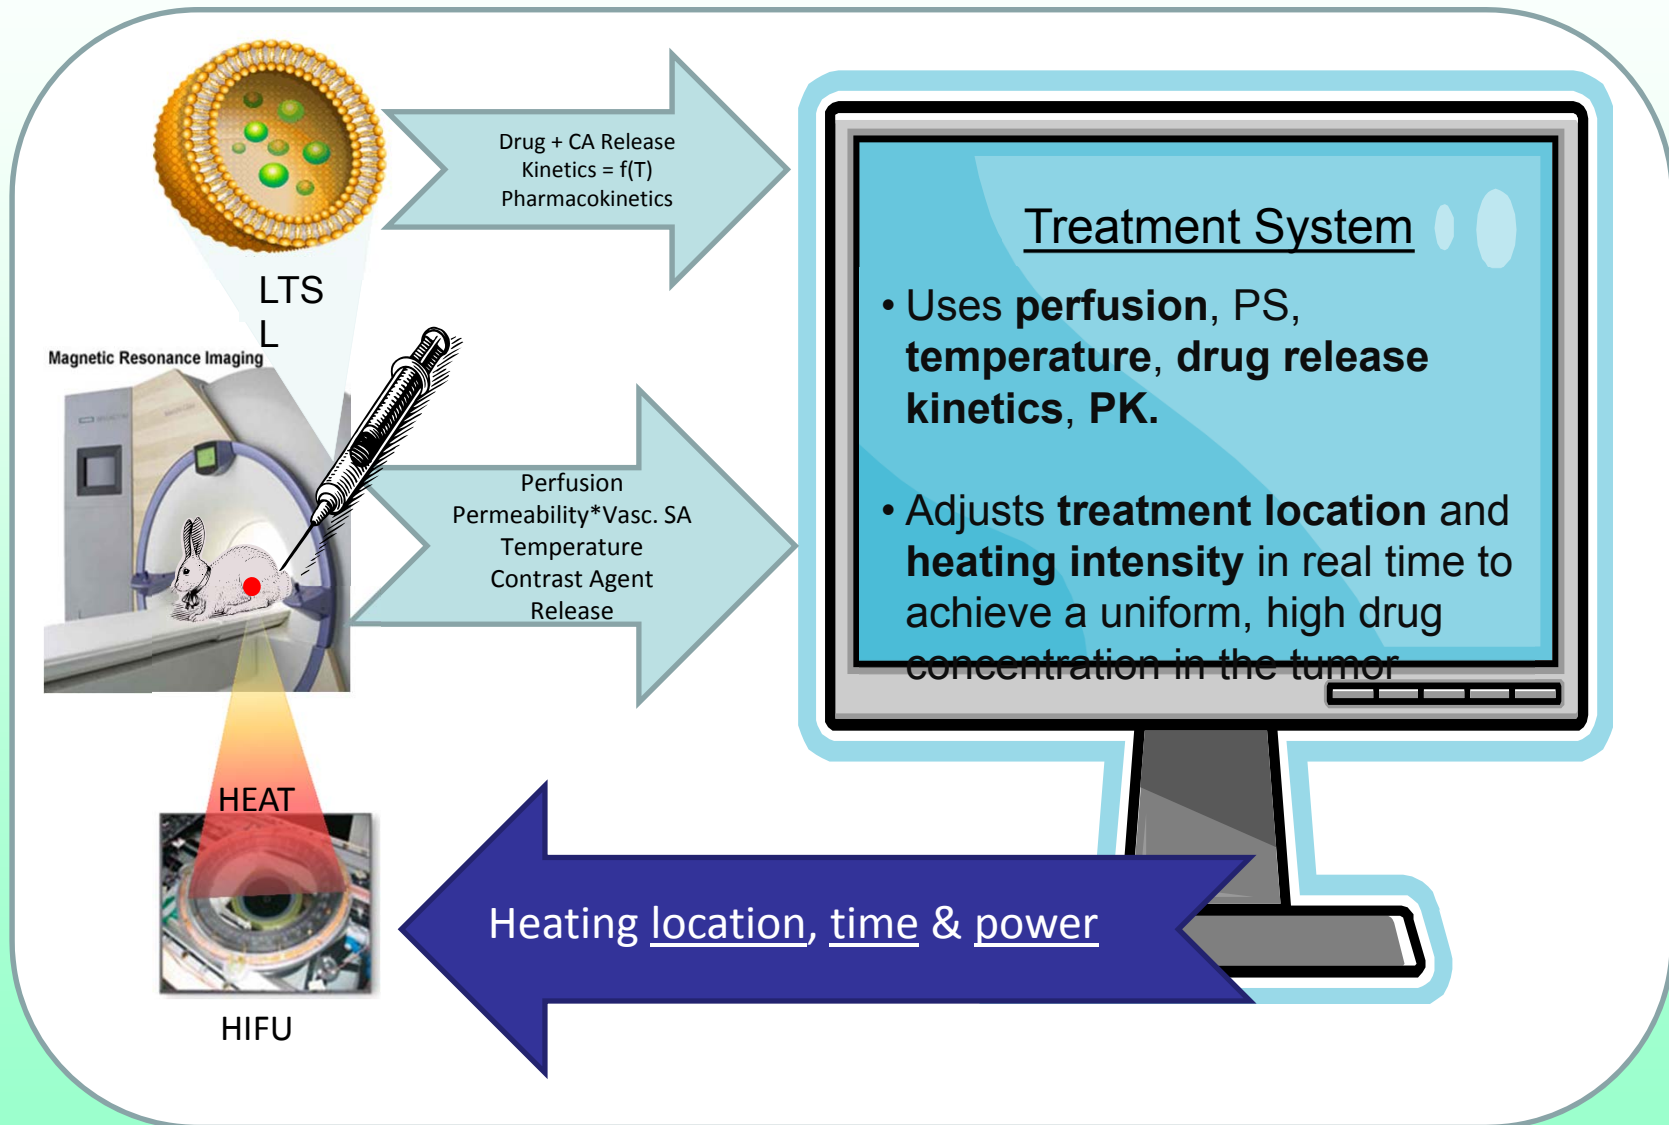 Drug + CA Release
Kinetics = f(T)
Pharmacokinetics
LTS
L
Magnetic Resonance Imaging
Perfusion
Permeability*Vasc. SA
Temperature
Contrast Agent
Release
Treatment System
• Uses perfusion, PS,
temperature, drug release
kinetics, PK.
• Adjusts treatment location and
heating intensity in real time to
achieve a uniform, high drug
concentration in the tumor
HEAT
Heating location, time & power
HIFU